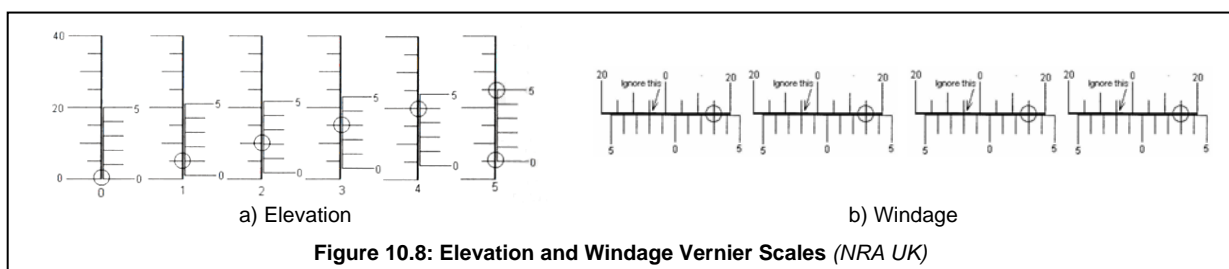 40 20 0
5 0 0
5 0 1
5 0 2
5 0 3
5 0 4
5 0 5
20 Ignore this 0 20
5 0 5
20 Ignore this 0 20
5 0 5
20 Ignore this 0 20
5 0 5
20 Ignore this 0 20
5 0 5
a) Elevation
b) Windage
Figure 10.8: Elevation and Windage Vernier Scales (NRA UK)